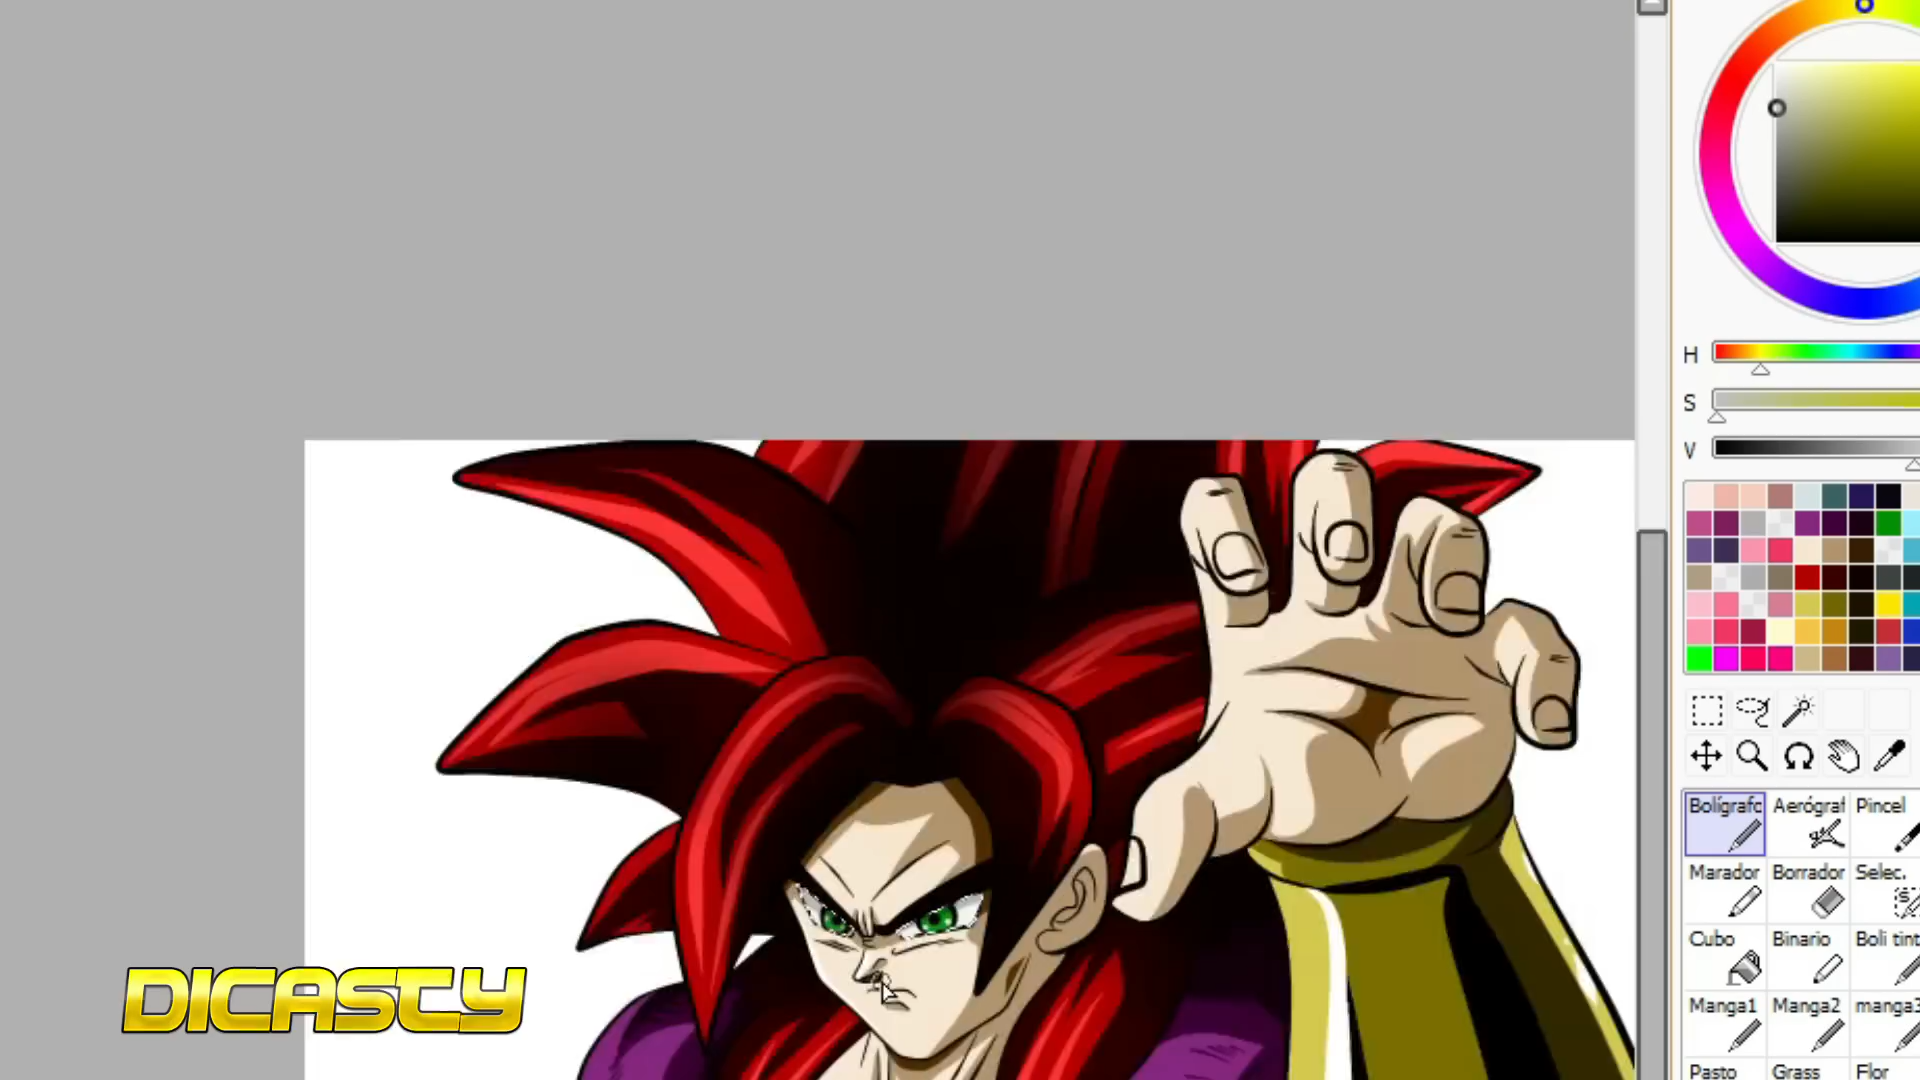 H
S
V
Bolígrafc Aerógraf Pincel
Marador Borrador Selec.
Cubo Binario Boli tint
Manga1 Manga2 manga3
Pasto Grass Flor
DICASTY